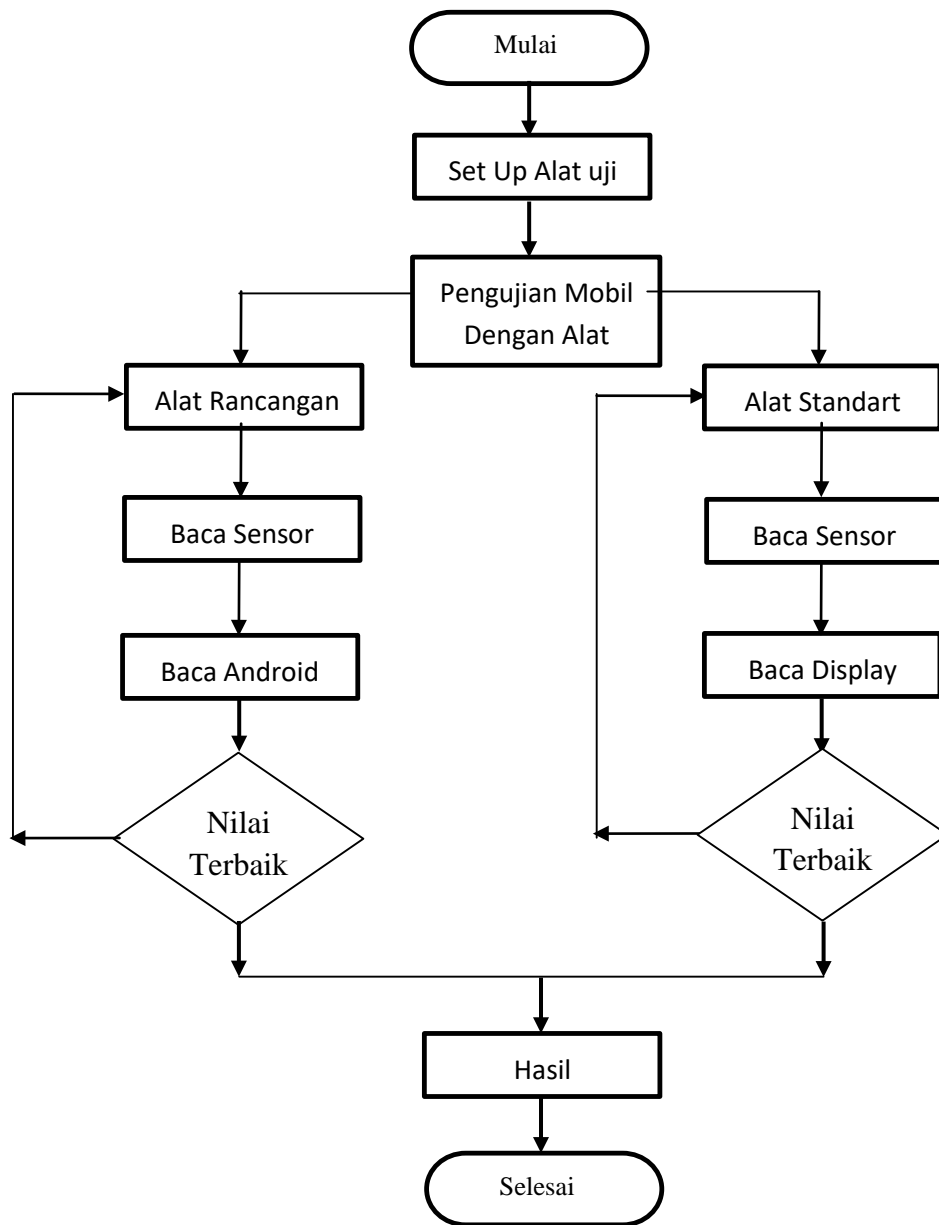 Mulai
Set Up Alat uji
Pengujian Mobil
Dengan Alat
Alat Rancangan
Alat Standart
Baca Sensor
Baca Sensor
Baca Android
Baca Display
Nilai
Terbaik
Nilai
Terbaik
Hasil
Selesai